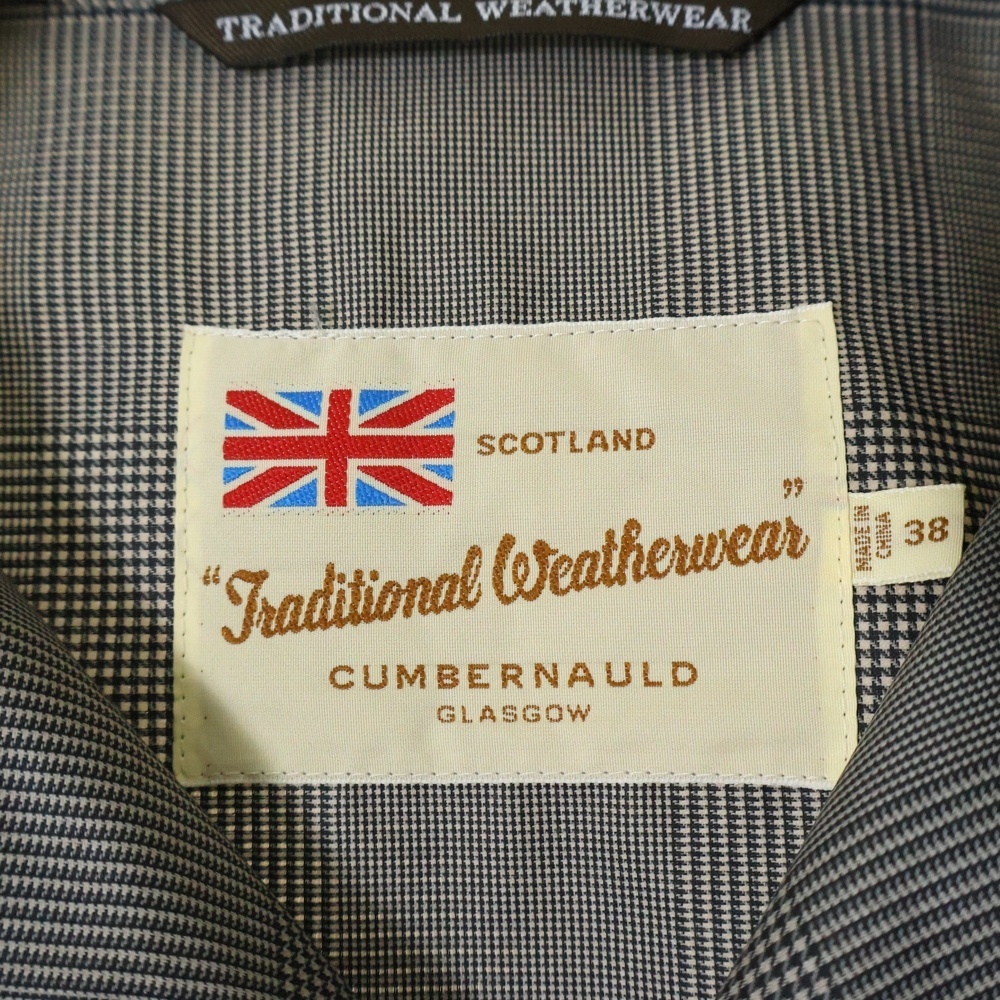 TRADITIONAL WEATHERWEAR
SCOTLAND
“Traditional Weatherwear”
CUMBERNAULD
GLASGOW
MADE IN
CHINA
38